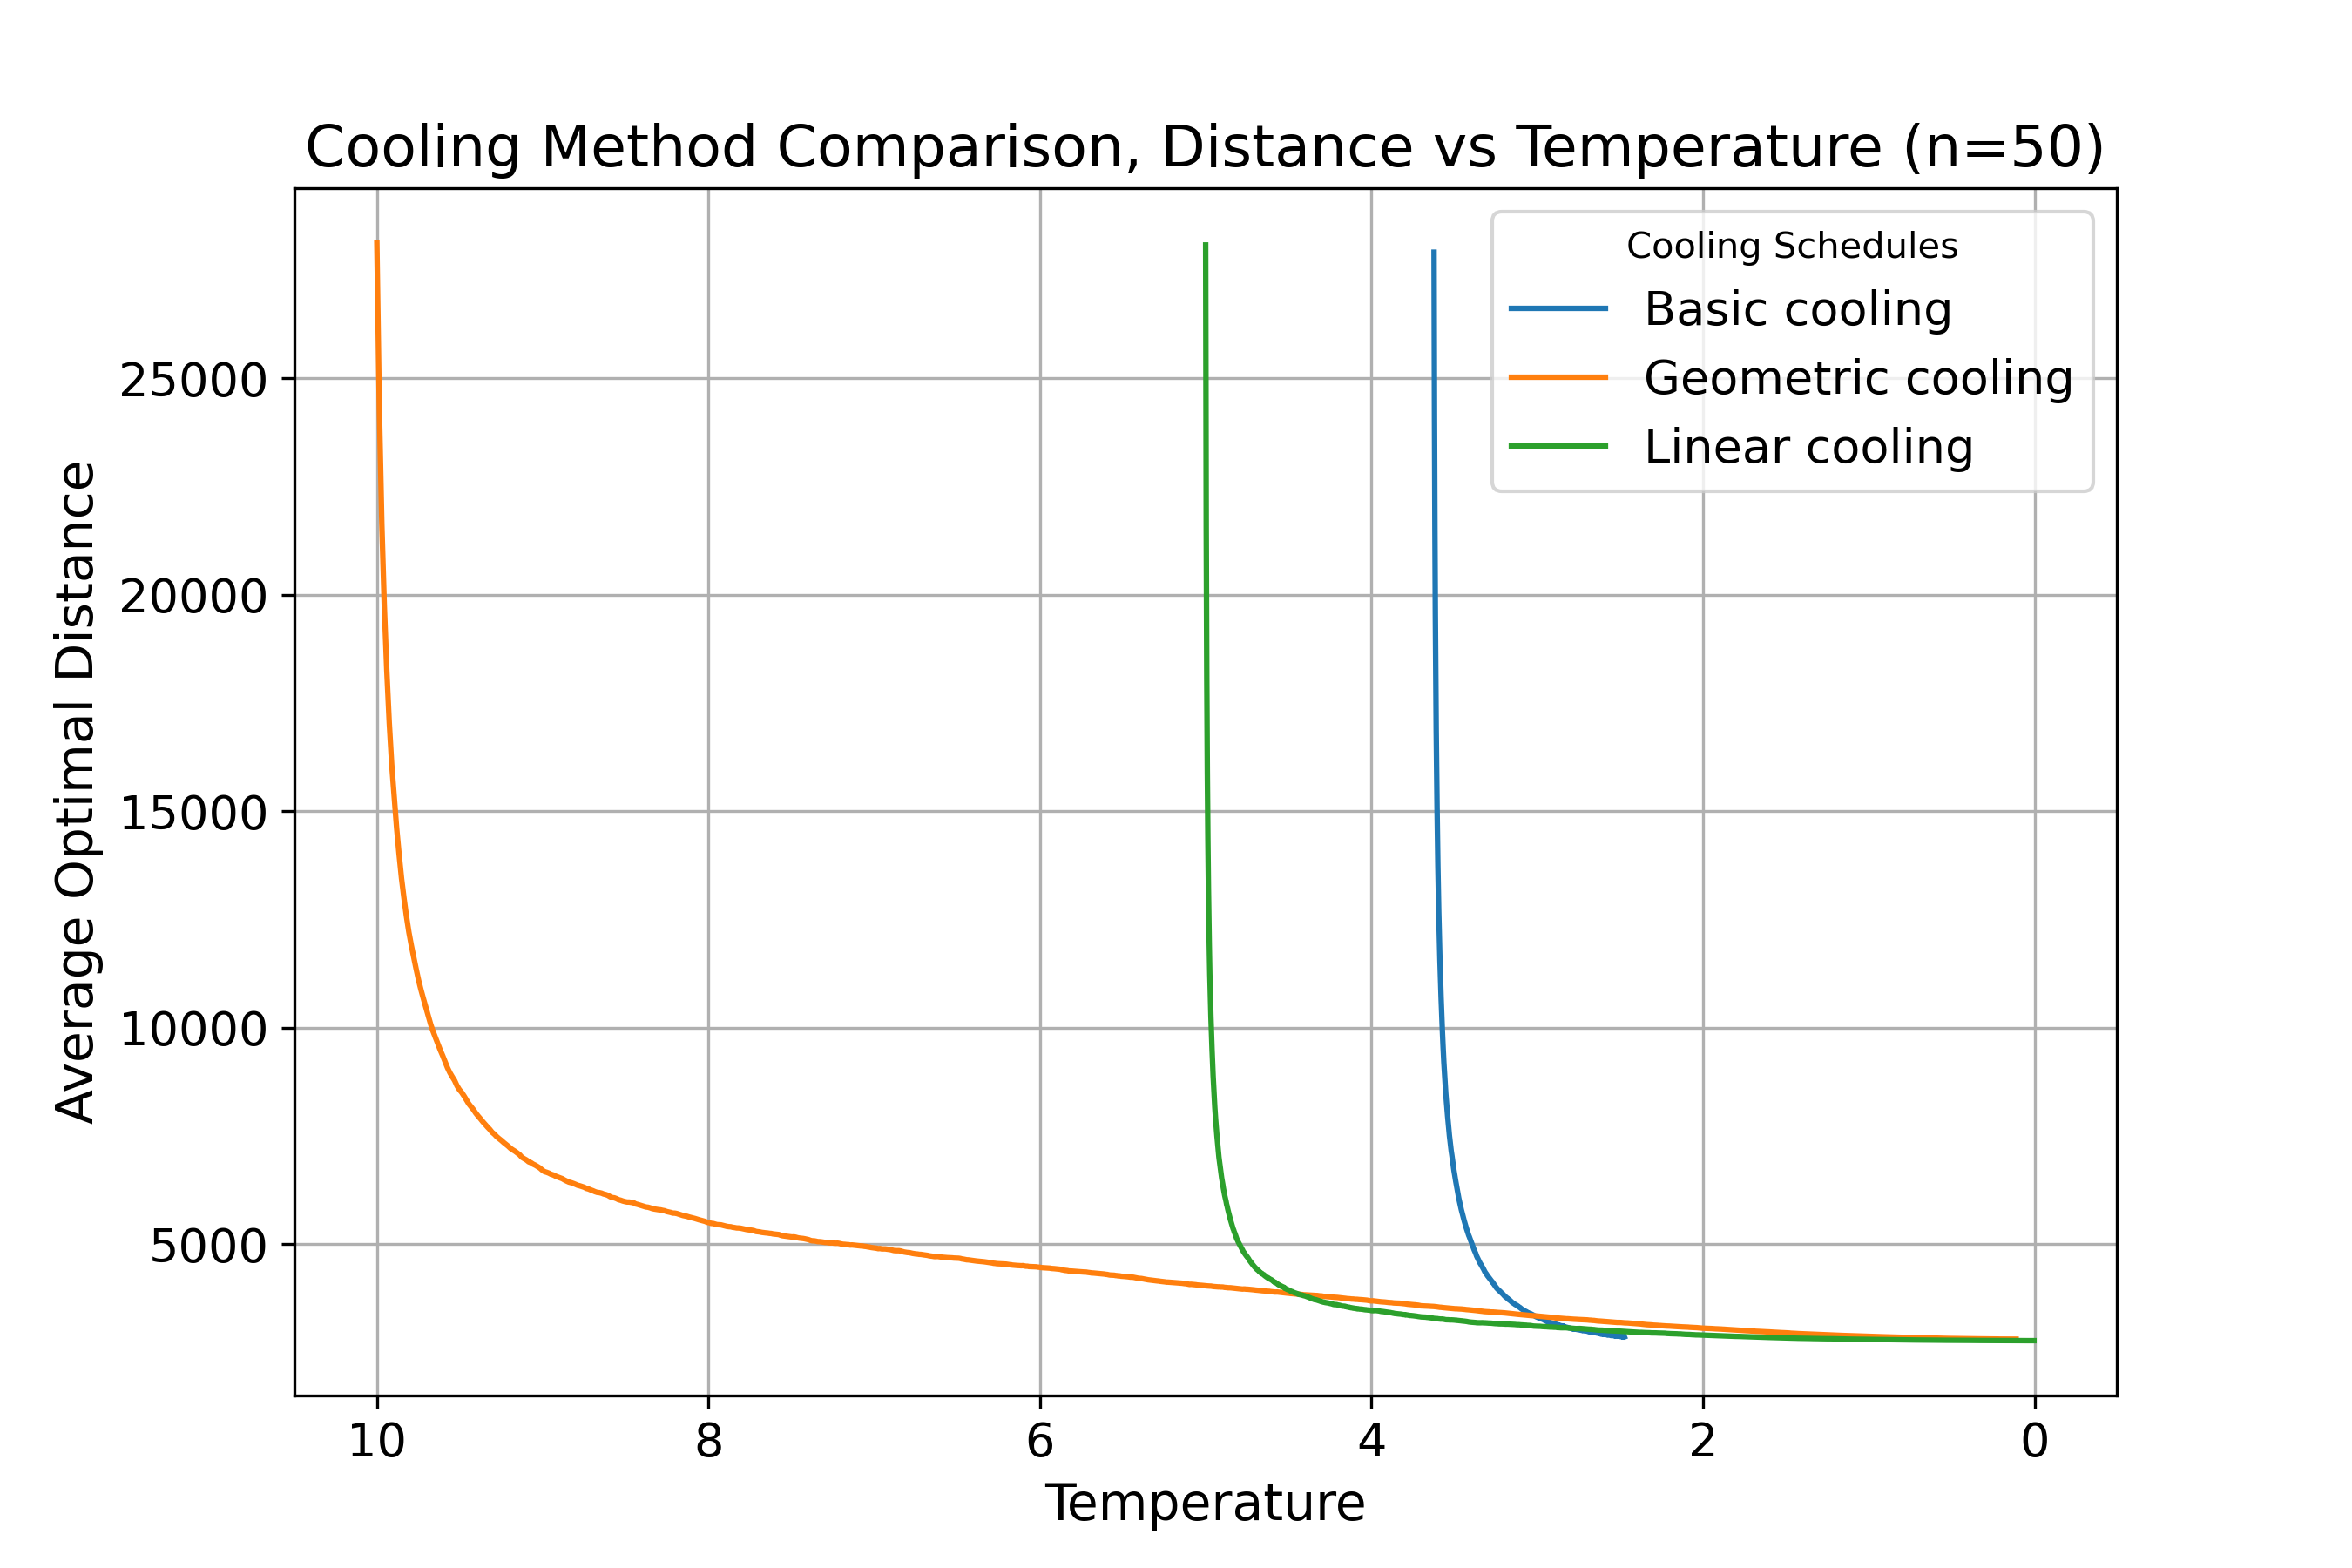 Cooling Method Comparison, Distance vs Temperature (n=50)
Cooling Schedules
Basic cooling
Geometric cooling
Linear cooling
Average Optimal Distance
25000
20000
15000
10000
5000
10 8 6 4 2 0
Temperature